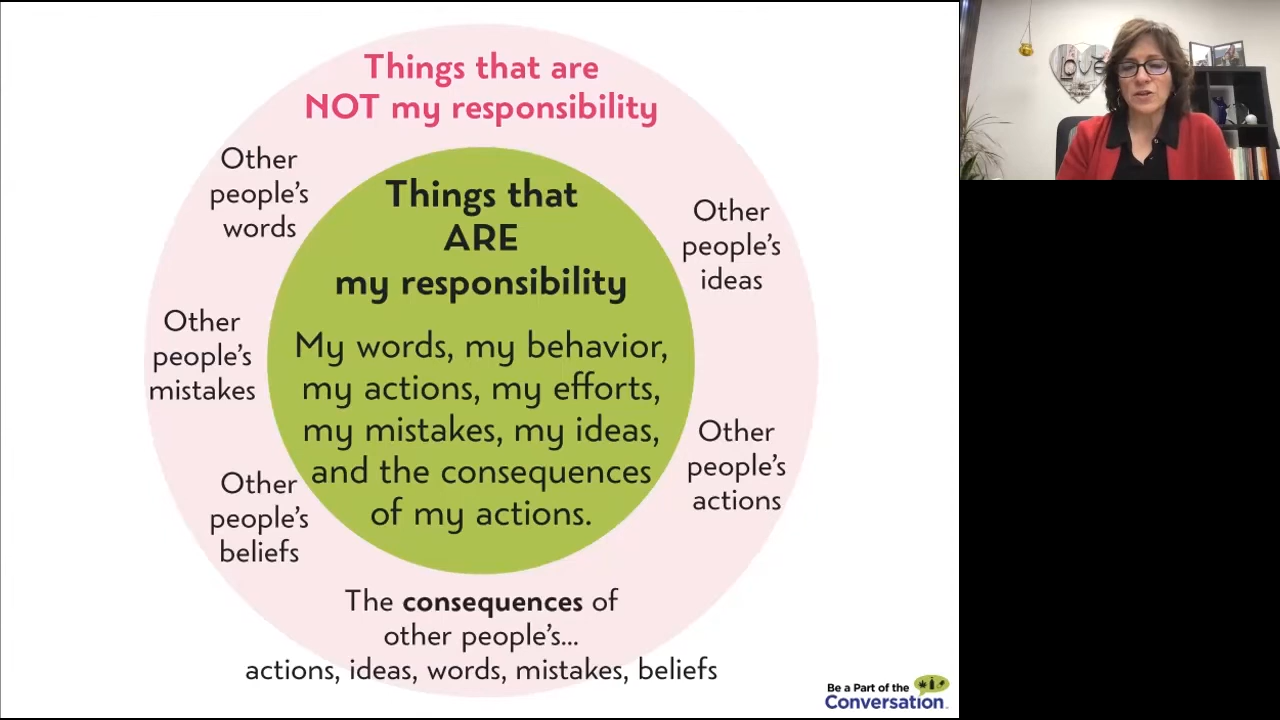 Things that are
NOT my responsibility
Other
people's
words
Other
people's
mistakes
Other
people's
beliefs
Things that
ARE
my responsibility
My words, my behavior,
my actions, my efforts,
my mistakes, my ideas,
and the consequences
of my actions.
Other
people's
ideas
Other
people's
actions
The consequences of
other people's...
actions, ideas, words, mistakes, beliefs
Be a Part of the
Conversation
love